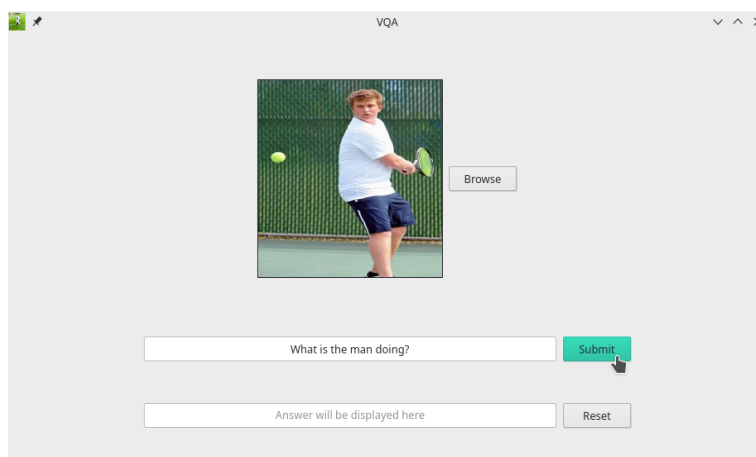 VQA
Browse
What is the man doing?
Submit
Answer will be displayed here
Reset